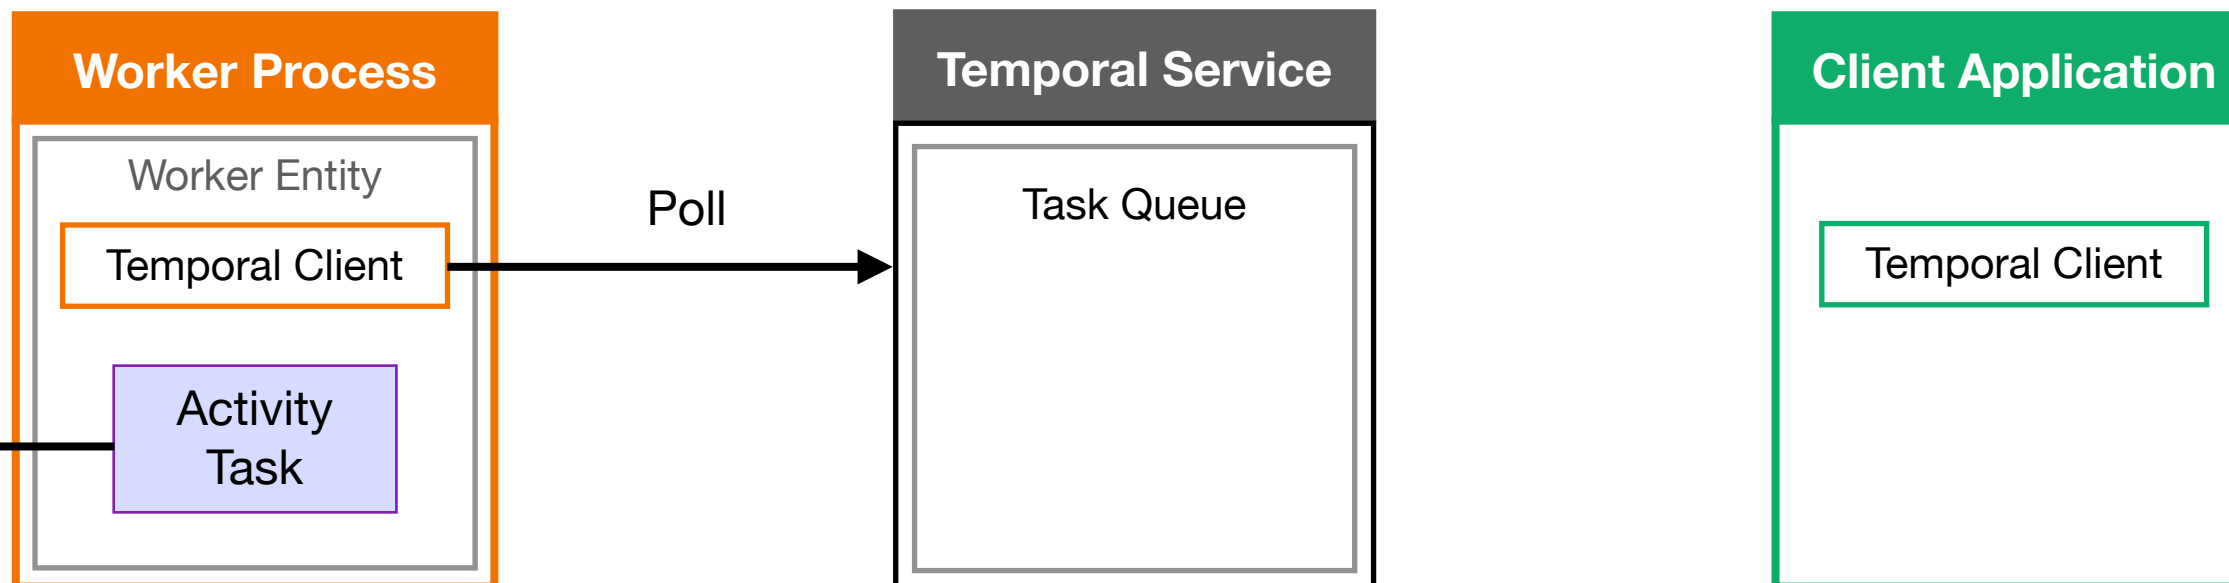 Worker Process
Worker Entity
Temporal Client
Activity
Task
Poll
Temporal Service
Task Queue
Client Application
Temporal Client